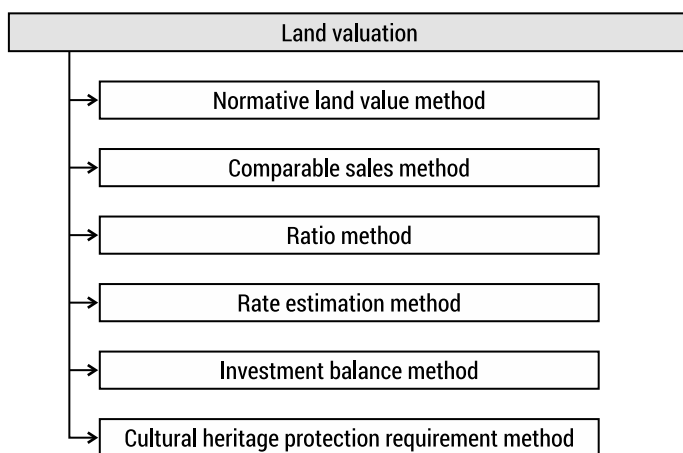 Land valuation
Normative land value method
Comparable sales method
Ratio method
Rate estimation method
Investment balance method
Cultural heritage protection requirement method